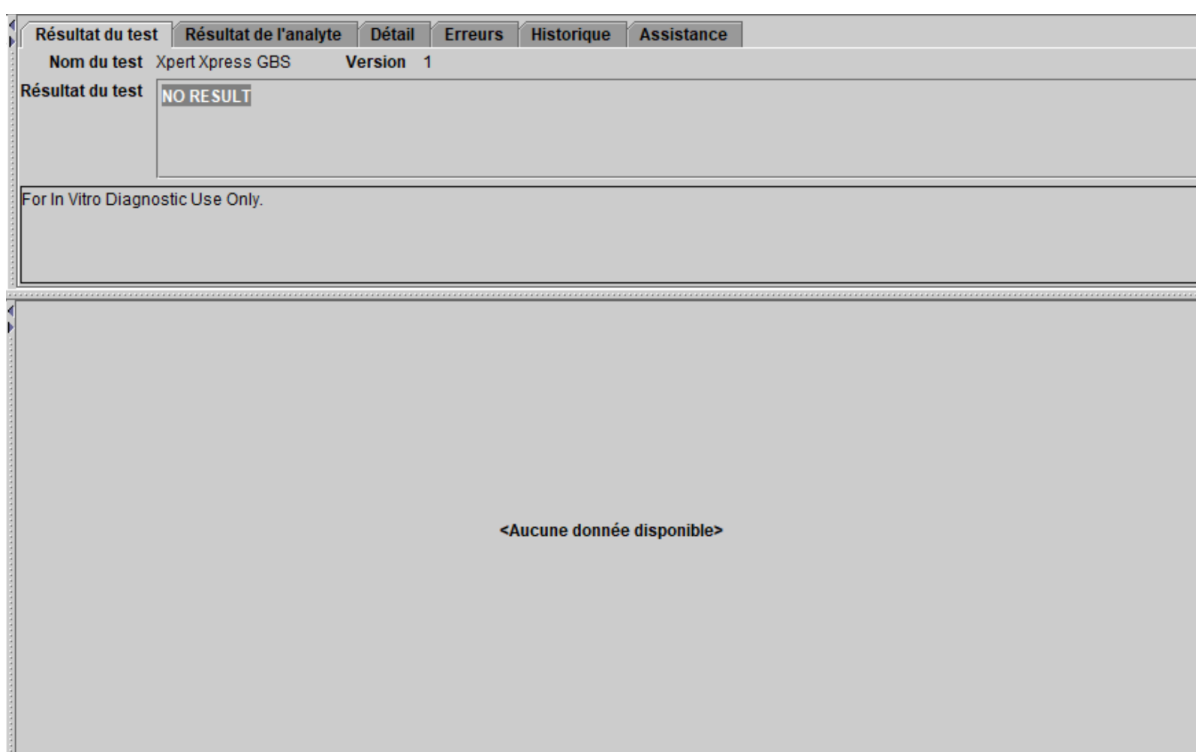 Résultat du test Résultat de l'analyte Détail Erreurs Historique Assistance
Nom du test Xpert Xpress GBS Version 1
Résultat du test NO RESULT
For In Vitro Diagnostic Use Only.
<Aucune donnée disponible>